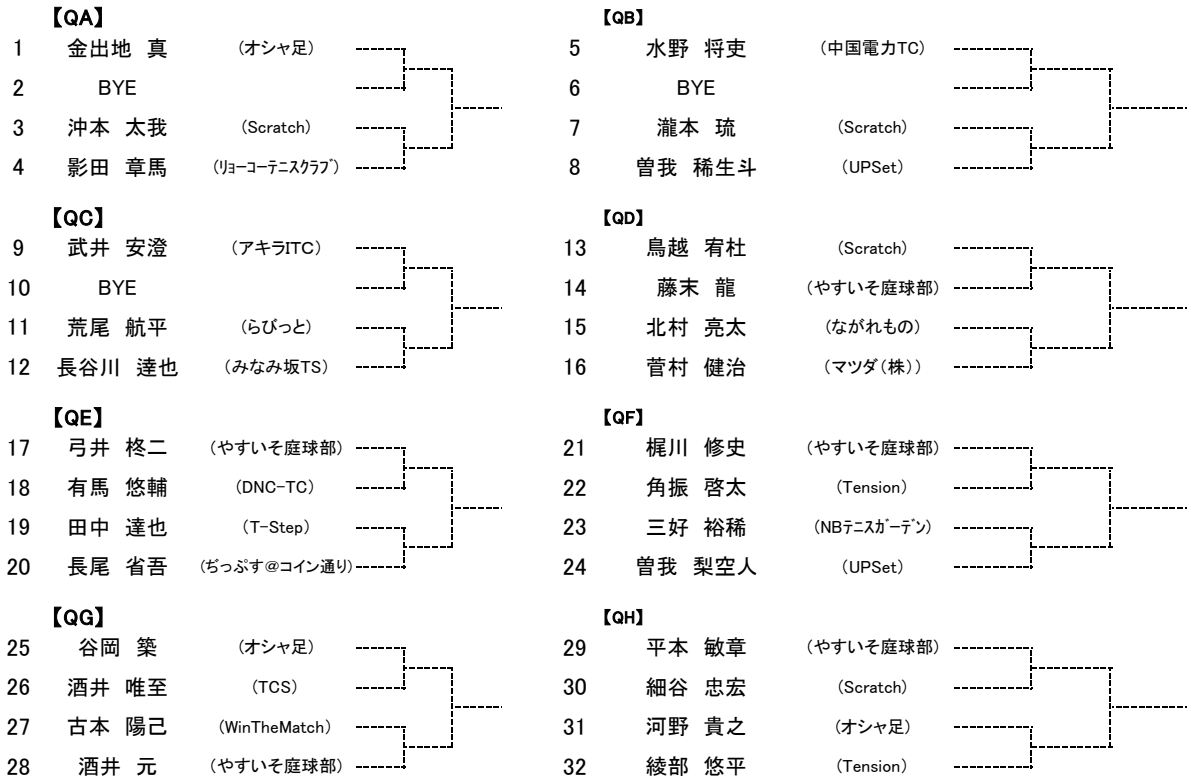 【QA】
1 金出地 真 (オシャ足)
2 BYE
3 沖本 太我 (Scratch)
4 影田 章馬 (ﾘｮｰｺｰﾃﾆｽｸﾗﾌﾞ)
【QB】
5 水野 将吏 (中国電力TC)
6 BYE
7 瀧本 琉 (Scratch)
8 曽我 稀生斗 (UPSet)
【QC】
9 武井 安澄 (アキラITC)
10 BYE
11 荒尾 航平 (らびっと)
12 長谷川 達也 (みなみ坂TS)
【QD】
13 鳥越 宥杜 (Scratch)
14 藤末 龍 (やすいそ庭球部)
15 北村 亮太 (ながれもの)
16 菅村 健治 (マツダ(株))
【QE】
17 弓井 柊二 (やすいそ庭球部)
18 有馬 悠輔 (DNC-TC)
19 田中 達也 (T-Step)
20 長尾 省吾 (ぢっぷす@コイン通り)
【QF】
21 梶川 修史 (やすいそ庭球部)
22 角振 啓太 (Tension)
23 三好 裕稀 (NBﾃﾆｽｶﾞｰﾃﾞﾝ)
24 曽我 梨空人 (UPSet)
【QG】
25 谷岡 築 (オシャ足)
26 酒井 唯至 (TCS)
27 古本 陽己 (WinTheMatch)
28 酒井 元 (やすいそ庭球部)
【QH】
29 平本 敏章 (やすいそ庭球部)
30 細谷 忠宏 (Scratch)
31 河野 貴之 (オシャ足)
32 綾部 悠平 (Tension)